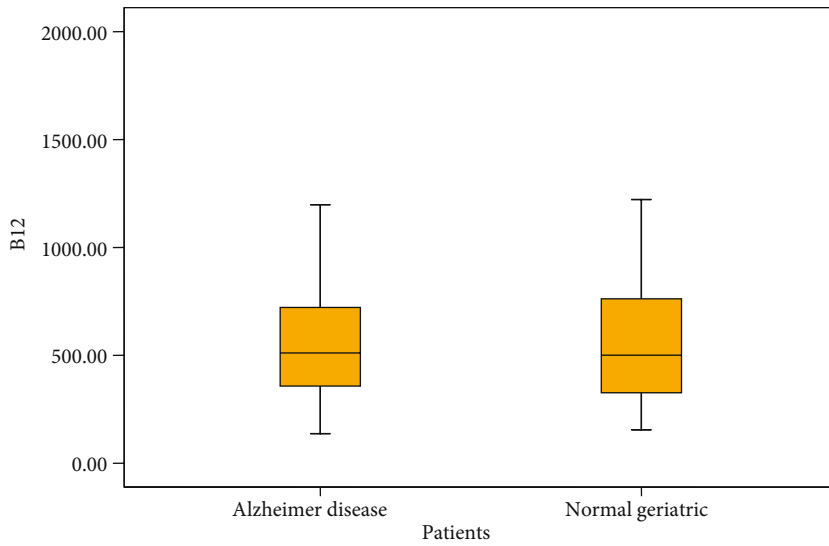 2000.00
1500.00
1000.00
500.00
0.00
B12
Alzheimer disease
Normal geriatric
Patients